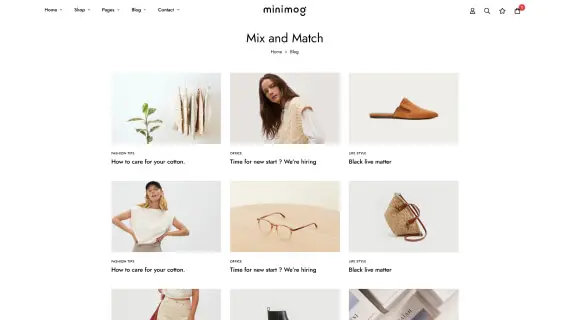 Home Shop Pages Blog Contact
minimog
Mix and Match
Home Blog
FASHION TIPS
How to care for your cotton.
OFFICE
Time for new start ? We're hiring
LIFE STYLE
Black live matter
FASHION TIPS
How to care for your cotton.
OFFICE
Time for new start ? We're hiring
LIFE STYLE
Black live matter